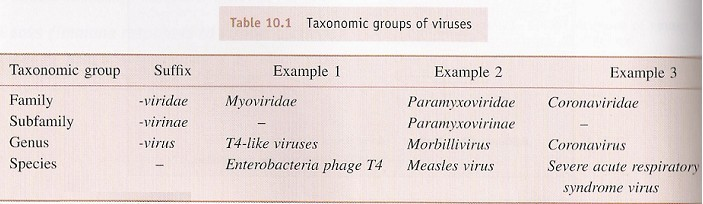 Table 10.1 Taxonomic groups of viruses
Taxonomic group Suffix Example 1 Example 2 Example 3
Family -viridae Myoviridae Paramyxoviridae Coronaviridae
Subfamily -virinae – Paramyxovirinae –
Genus -virus T4-like viruses Morbillivirus Coronavirus
Species – Enterobacteria phage T4 Measles virus Severe acute respiratory
syndrome virus